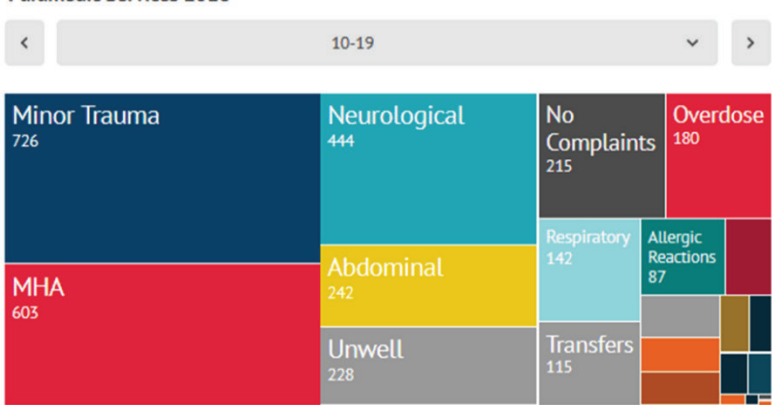 10-19
Minor Trauma
726
Neurological
444
No
Complaints
215
Overdose
180
MHA
603
Abdominal
242
Unwell
228
Respiratory
142
Allergic
Reactions
87
Transfers
115